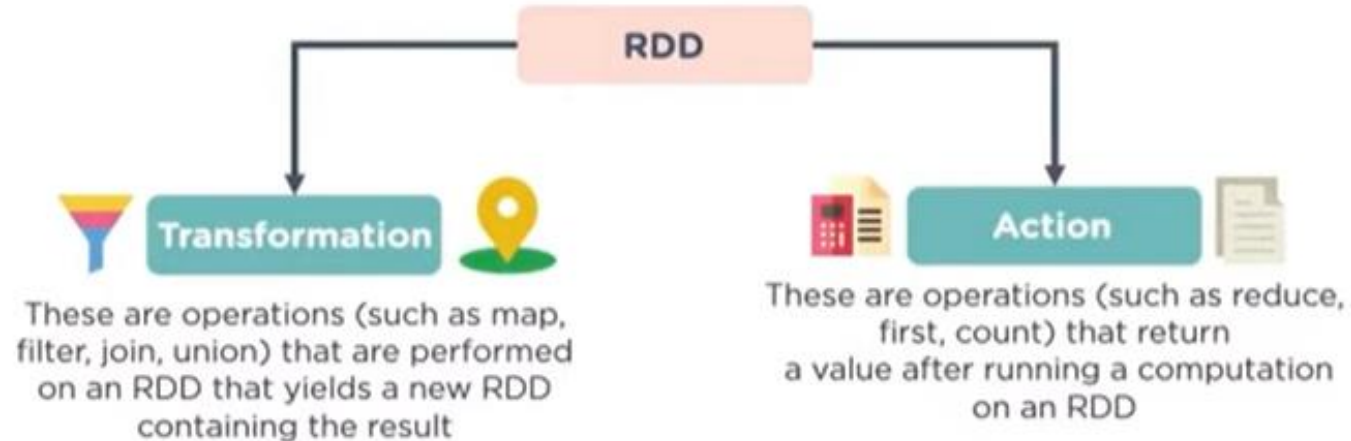 RDD
Transformation
These are operations (such as map,
filter, join, union) that are performed
on an RDD that yields a new RDD
containing the result
Action
These are operations (such as reduce,
first, count) that return
a value after running a computation
on an RDD